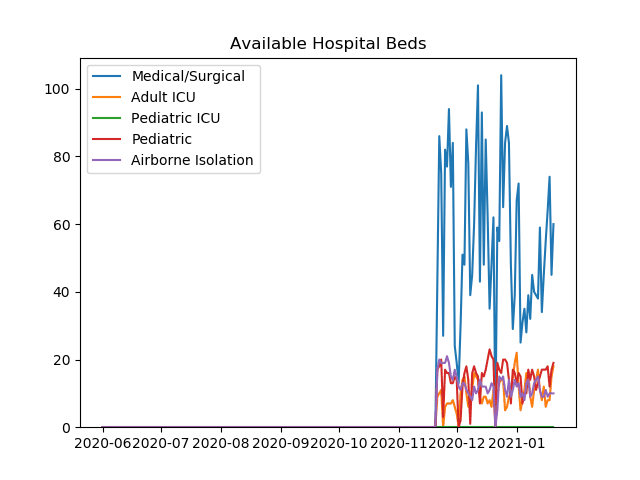 Available Hospital Beds
Medical/Surgical
Adult ICU
Pediatric ICU
Pediatric
Airborne Isolation
100
80
60
40
20
0
2020-06 2020-07 2020-08 2020-09 2020-10 2020-11 2020-12 2021-01